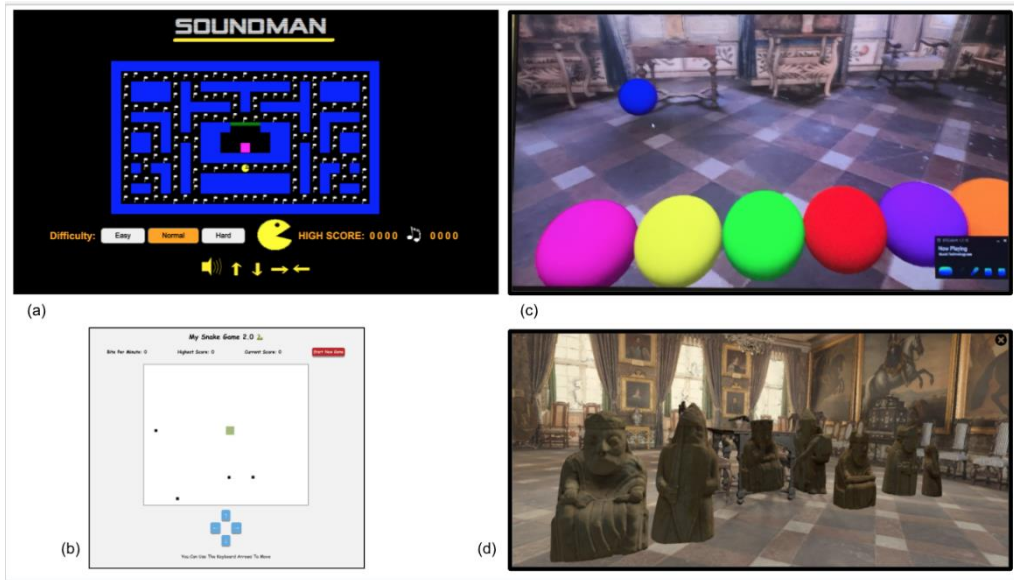 SOUNDMAN
Difficulty: Easy Normal Hard HIGH SCORE: 0000 0000
(a)
(c)
Now Playing
My Snake Game 2.0
Bite Per Minute: 0 Highest Score: 0 Current Score: 0 Start New Game
You Can Use The Keyboard Arrows To Move
(b)
(d)